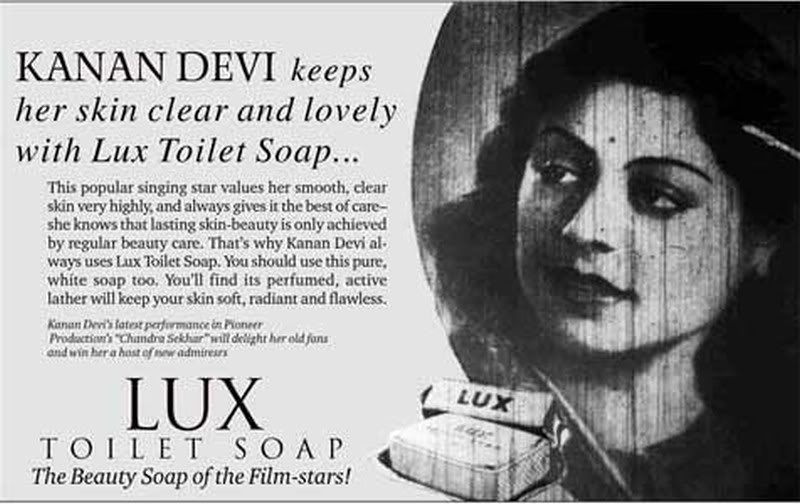 KANAN DEVI keeps
her skin clear and lovely
with Lux Toilet Soap...
This popular singing star values her smooth, clear
skin very highly, and always gives it the best of care–
she knows that lasting skin-beauty is only achieved
by regular beauty care. That's why Kanan Devi al-
ways uses Lux Toilet Soap. You should use this pure,
white soap too. You'll find its perfumed, active
lather will keep your skin soft, radiant and flawless.
Kanan Devi's latest performance in Pioneer
Production's "Chandra Sekhar" will delight her old fans
and win her a host of new admiresrs
LUX
TOILET SOAP
The Beauty Soap of the Film-stars!
LUX
LUX